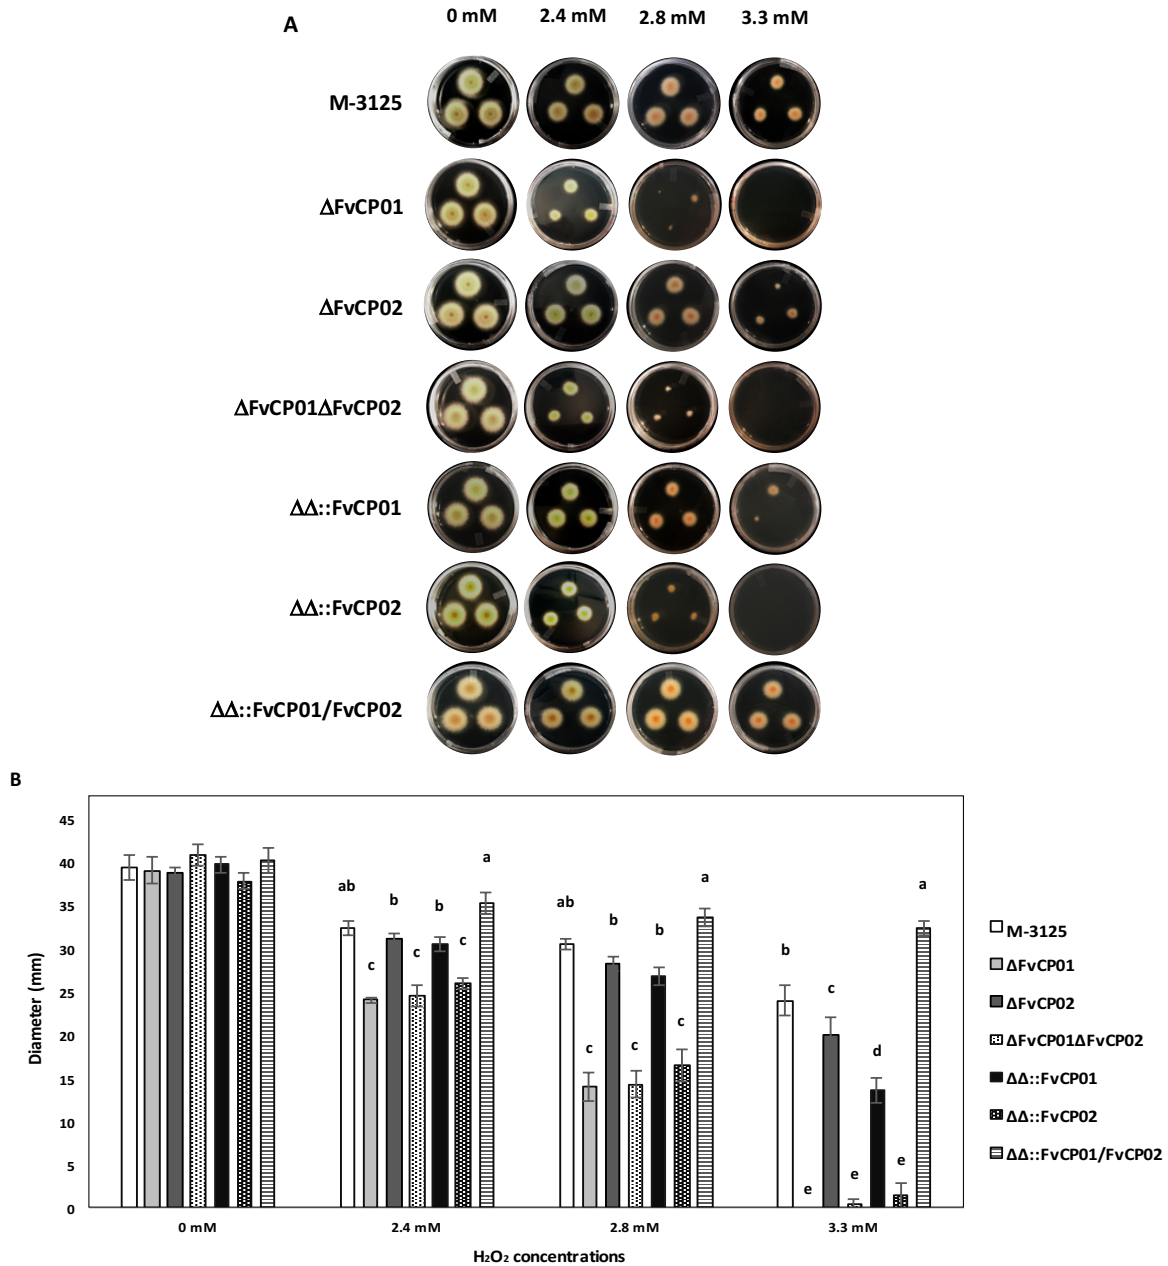 A
0 mM 2.4 mM 2.8 mM 3.3 mM
M-3125
ΔFvCP01
ΔFvCP02
ΔFvCP01ΔFvCP02
ΔΔ::FvCP01
ΔΔ::FvCP02
ΔΔ::FvCP01/FvCP02
B
Diameter (mm)
45
40
35
30
25
20
15
10
5
0
ab c b c b c a
ab c b c b c a
b e c e d e a
0 mM 2.4 mM 2.8 mM 3.3 mM
H₂O₂ concentrations
M-3125
ΔFvCP01
ΔFvCP02
ΔFvCP01ΔFvCP02
ΔΔ::FvCP01
ΔΔ::FvCP02
ΔΔ::FvCP01/FvCP02